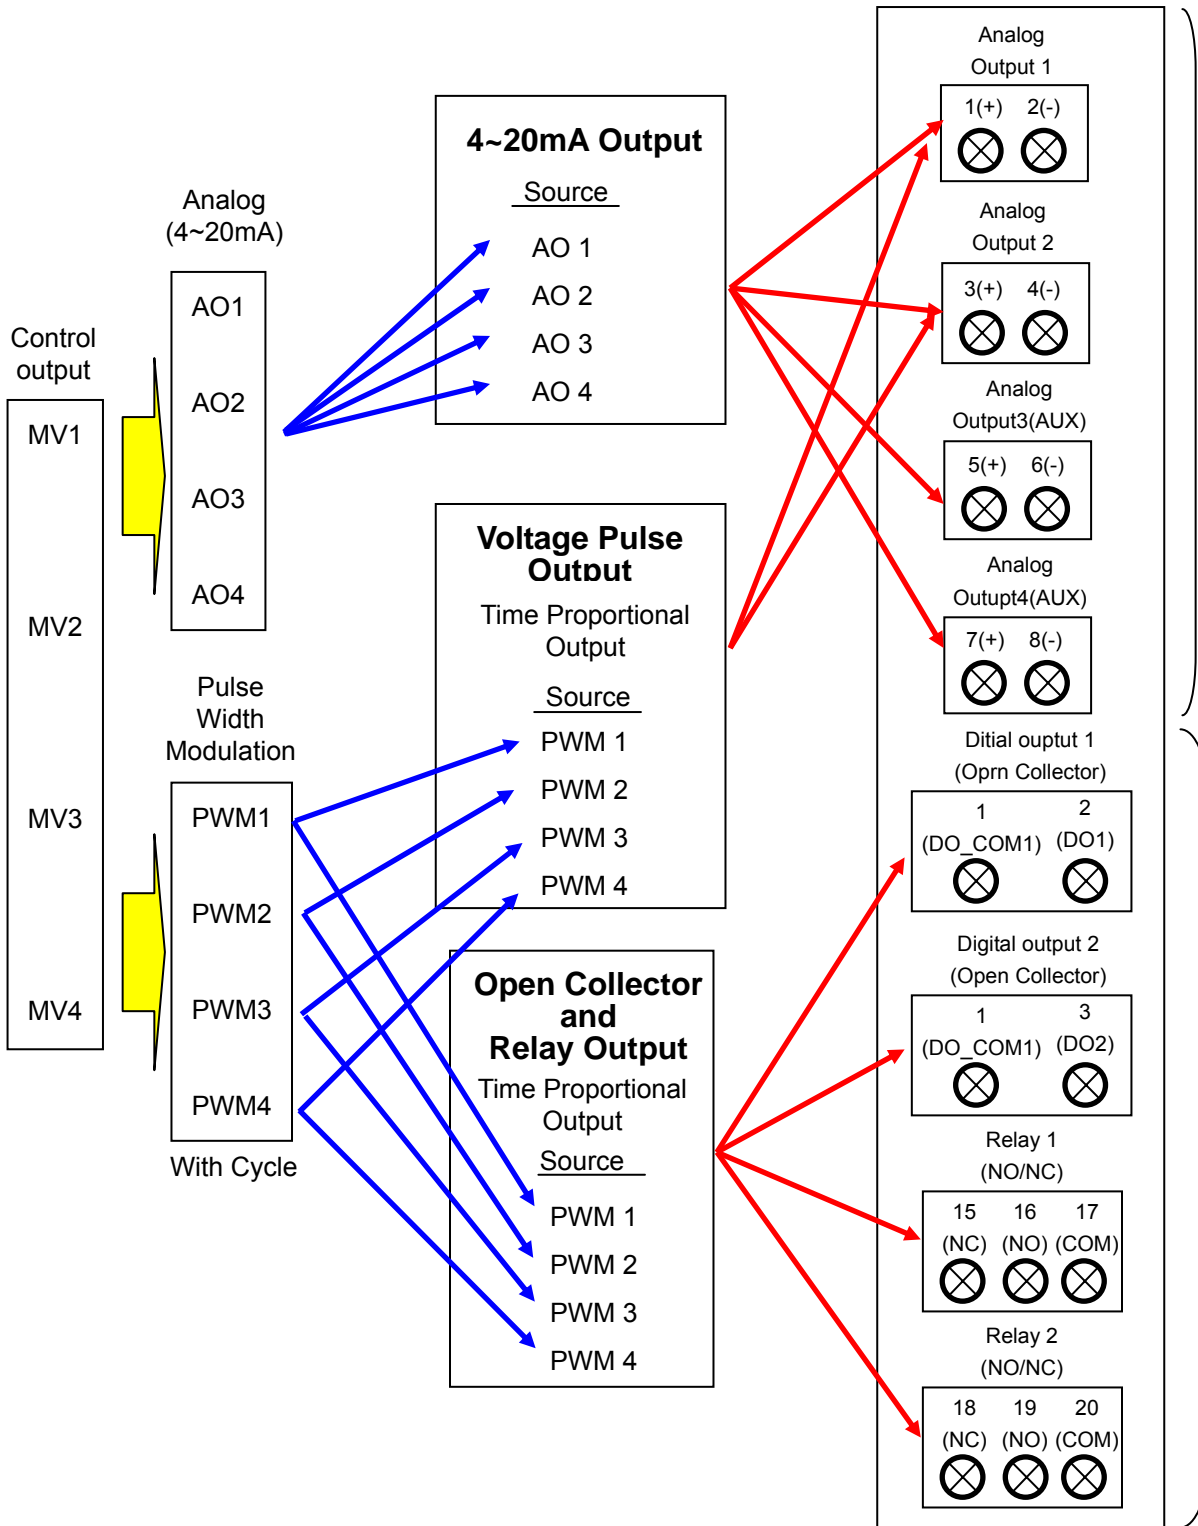 Control
output
MV1
MV2
MV3
MV4
Analog
(4~20mA)
AO1
AO2
AO3
AO4
Pulse
Width
Modulation
PWM1
PWM2
PWM3
PWM4
With Cycle
4~20mA Output
Source
AO 1
AO 2
AO 3
AO 4
Voltage Pulse
Output
Time Proportional
Output
Source
PWM 1
PWM 2
PWM 3
PWM 4
Open Collector
and
Relay Output
Time Proportional
Output
Source
PWM 1
PWM 2
PWM 3
PWM 4
Analog
Output 1
1(+) 2(-)
Analog
Output 2
3(+) 4(-)
Analog
Output3(AUX)
5(+) 6(-)
Analog
Outupt4(AUX)
7(+) 8(-)
Ditial ouptut 1
(Oprn Collector)
1 2
(DO_COM1) (DO1)
Digital output 2
(Open Collector)
1 3
(DO_COM1) (DO2)
Relay 1
(NO/NC)
15 16 17
(NC) (NO) (COM)
Relay 2
(NO/NC)
18 19 20
(NC) (NO) (COM)